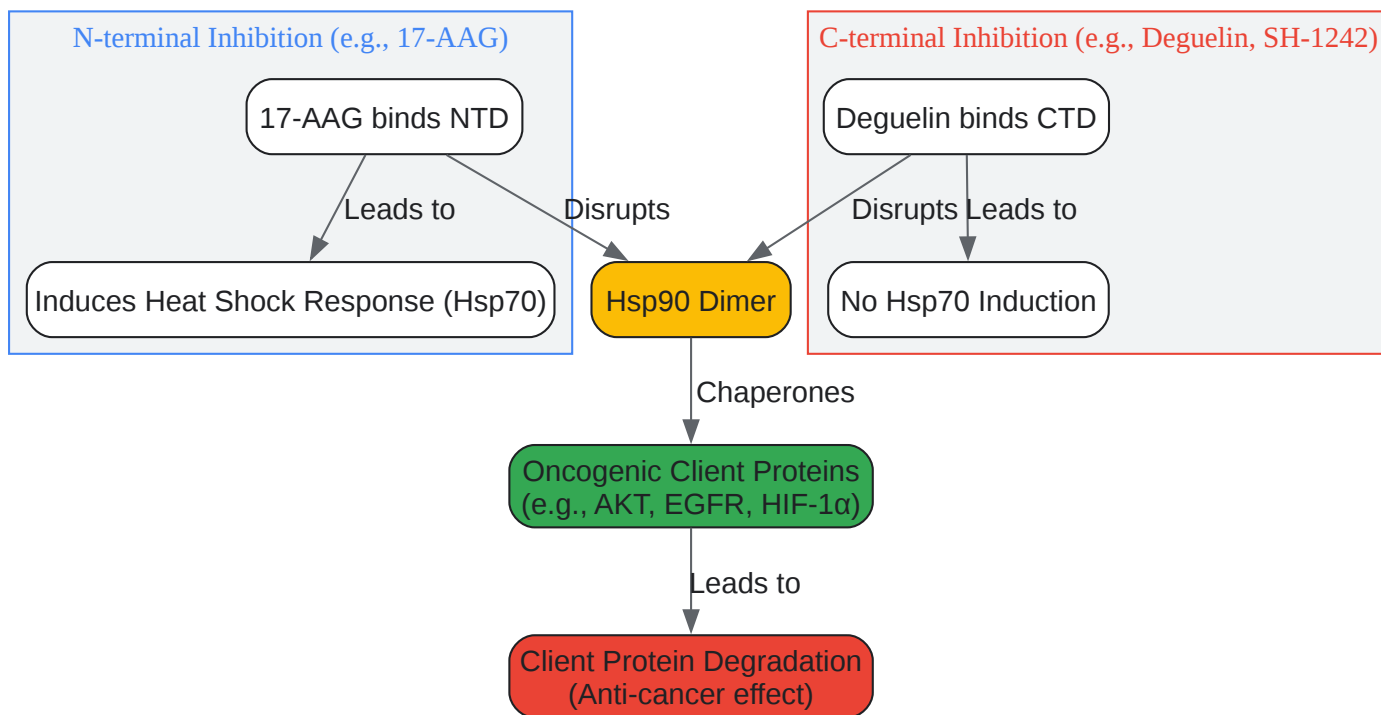 N-terminal Inhibition (e.g., 17-AAG)
C-terminal Inhibition (e.g., Deguelin, SH-1242)
17-AAG binds NTD
Deguelin binds CTD
Leads to
Disrupts
Disrupts
Leads to
Induces Heat Shock Response (Hsp70)
Hsp90 Dimer
No Hsp70 Induction
Chaperones
Oncogenic Client Proteins
(e.g., AKT, EGFR, HIF-1α)
Leads to
Client Protein Degradation
(Anti-cancer effect)